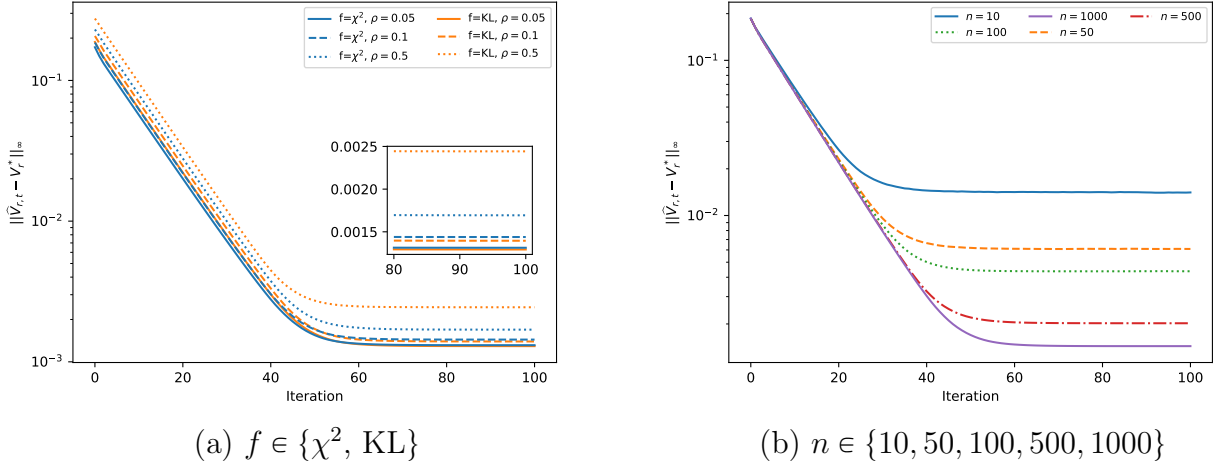 f=χ², ρ = 0.05
f=χ², ρ = 0.1
f=χ², ρ = 0.5
f=KL, ρ = 0.05
f=KL, ρ = 0.1
f=KL, ρ = 0.5
||V̂_{r,t} − V_r^*||_∞
10⁻¹
10⁻²
10⁻³
0.0025
0.0020
0.0015
80 90 100
0 20 40 60 80 100
Iteration
(a) f ∈ {χ², KL}
n = 10
n = 100
n = 1000
n = 50
n = 500
||V̂_{r,t} − V_r^*||_∞
10⁻¹
10⁻²
0 20 40 60 80 100
Iteration
(b) n ∈ {10, 50, 100, 500, 1000}